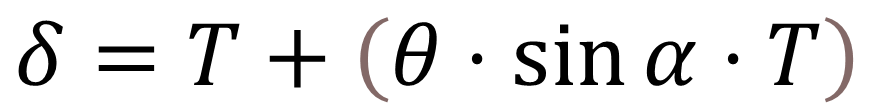 δ = T + (θ · sin α · T)